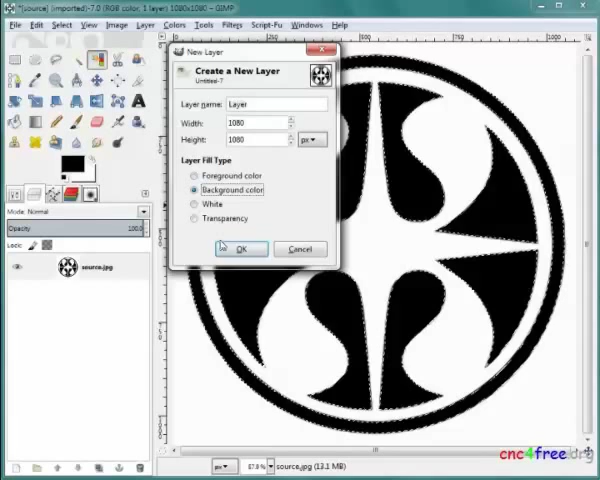 *[source] (imported)-7.0 (RGB color, 1 layer) 1080x1080 – GIMP
File Edit Select View Image Layer Colors Tools Filters Script-Fu Windows Help
New Layer
Create a New Layer
Untitled-7
Layer name: Layer
Width: 1080
Height: 1080 px
Layer Fill Type
Foreground color
Background color
White
Transparency
OK Cancel
Mode: Normal
Opacity 100.0
Lock:
source.jpg
px source.jpg (13.1 MB)
cnc4free.org